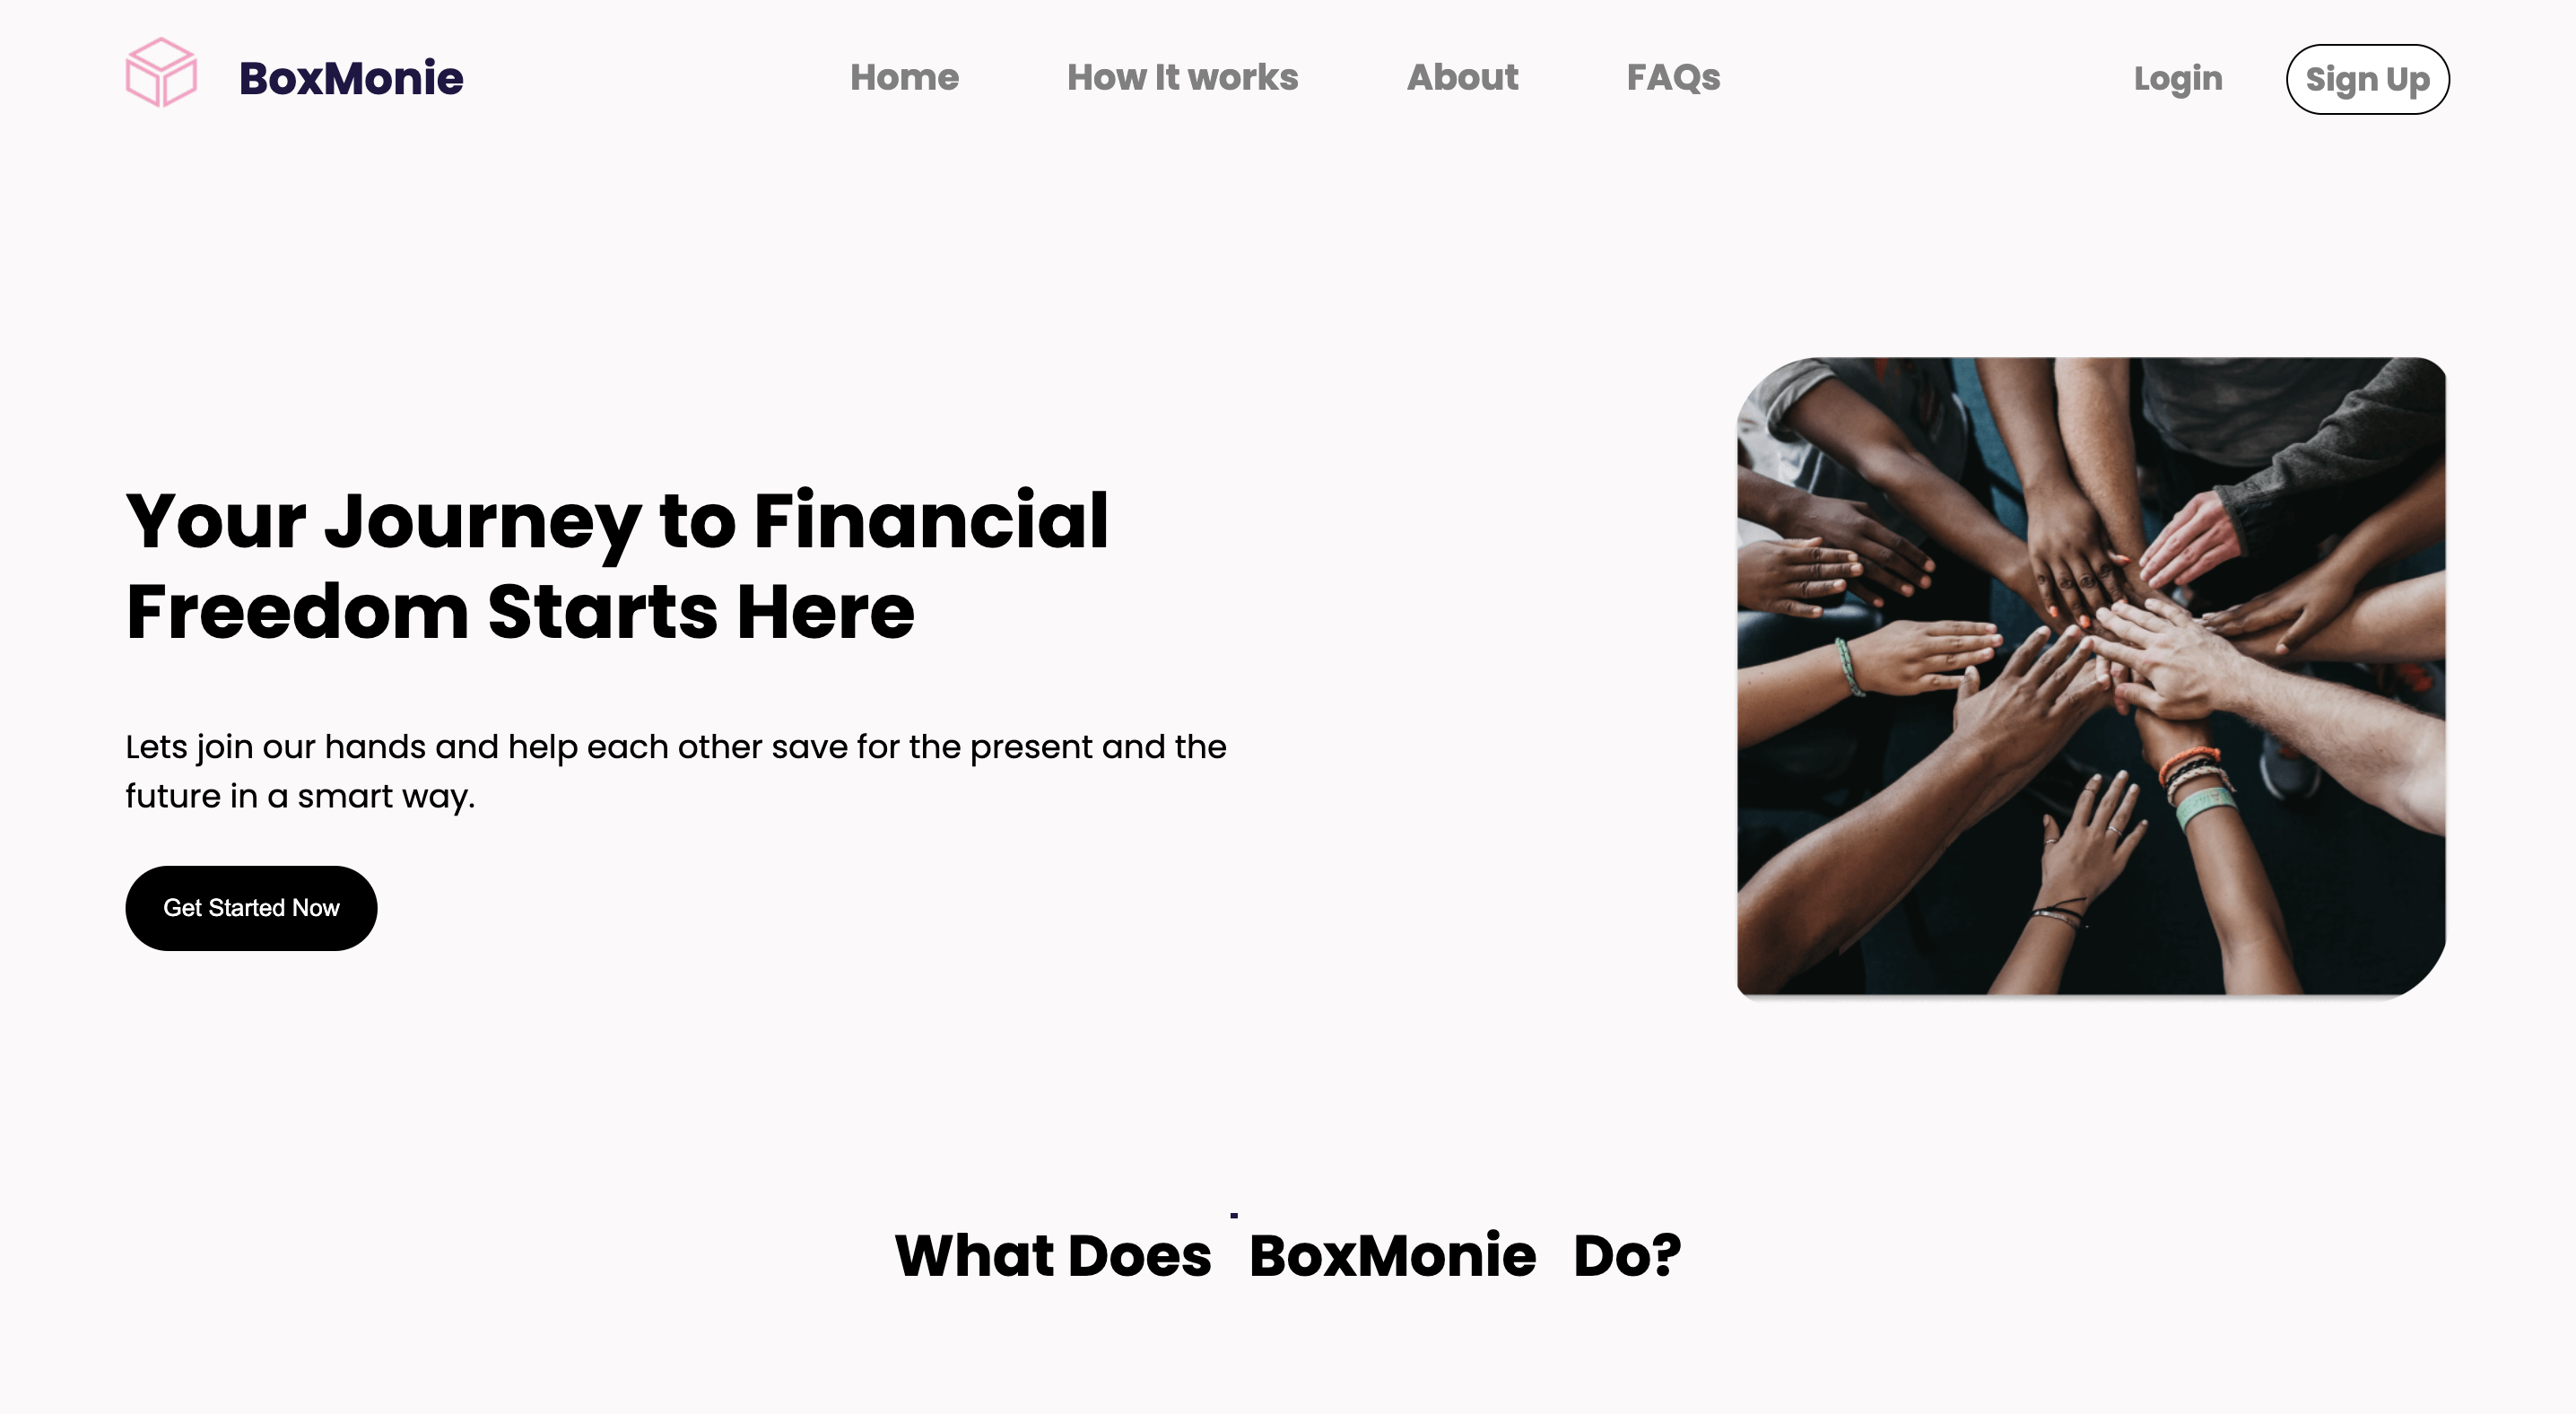 BoxMonie
Home How It works About FAQs
Login Sign Up
Your Journey to Financial
Freedom Starts Here
Lets join our hands and help each other save for the present and the
future in a smart way.
Get Started Now
What Does BoxMonie Do?